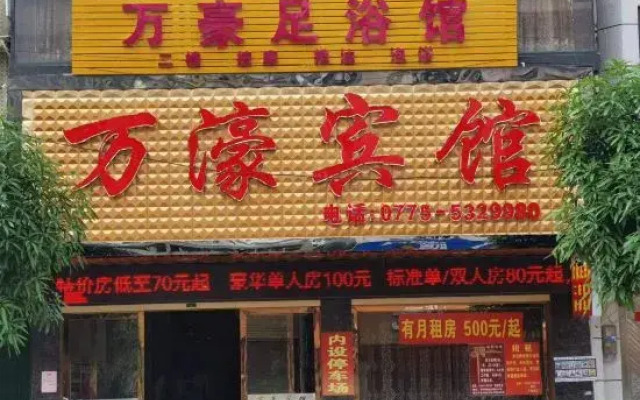 万豪足浴馆
万濠宾馆
电话:0778-5329980
特价房低至70元起 豪华单人房100元 标准单/双人房80元起,
有月租房 500元/起
内设停车场